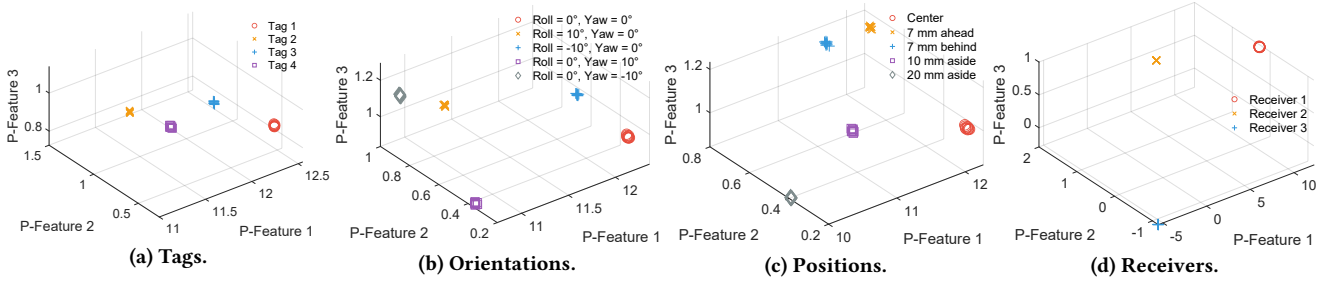 Tag 1
Tag 2
Tag 3
Tag 4
P-Feature 3
1
0.8
1.5
1
0.5
11
11.5
12
12.5
P-Feature 2
P-Feature 1
(a) Tags.
Roll = 0°, Yaw = 0°
Roll = 10°, Yaw = 0°
Roll = -10°, Yaw = 0°
Roll = 0°, Yaw = 10°
Roll = 0°, Yaw = -10°
P-Feature 3
1.2
1
1
0.8
0.6
0.4
0.2
11
11.5
12
P-Feature 2
P-Feature 1
(b) Orientations.
Center
7 mm ahead
7 mm behind
10 mm aside
20 mm aside
P-Feature 3
1.2
1
0.8
0.6
0.4
0.2
10
11
12
P-Feature 2
P-Feature 1
(c) Positions.
Receiver 1
Receiver 2
Receiver 3
P-Feature 3
1
0.5
0
2
1
0
-1
-5
0
5
10
P-Feature 2
P-Feature 1
(d) Receivers.